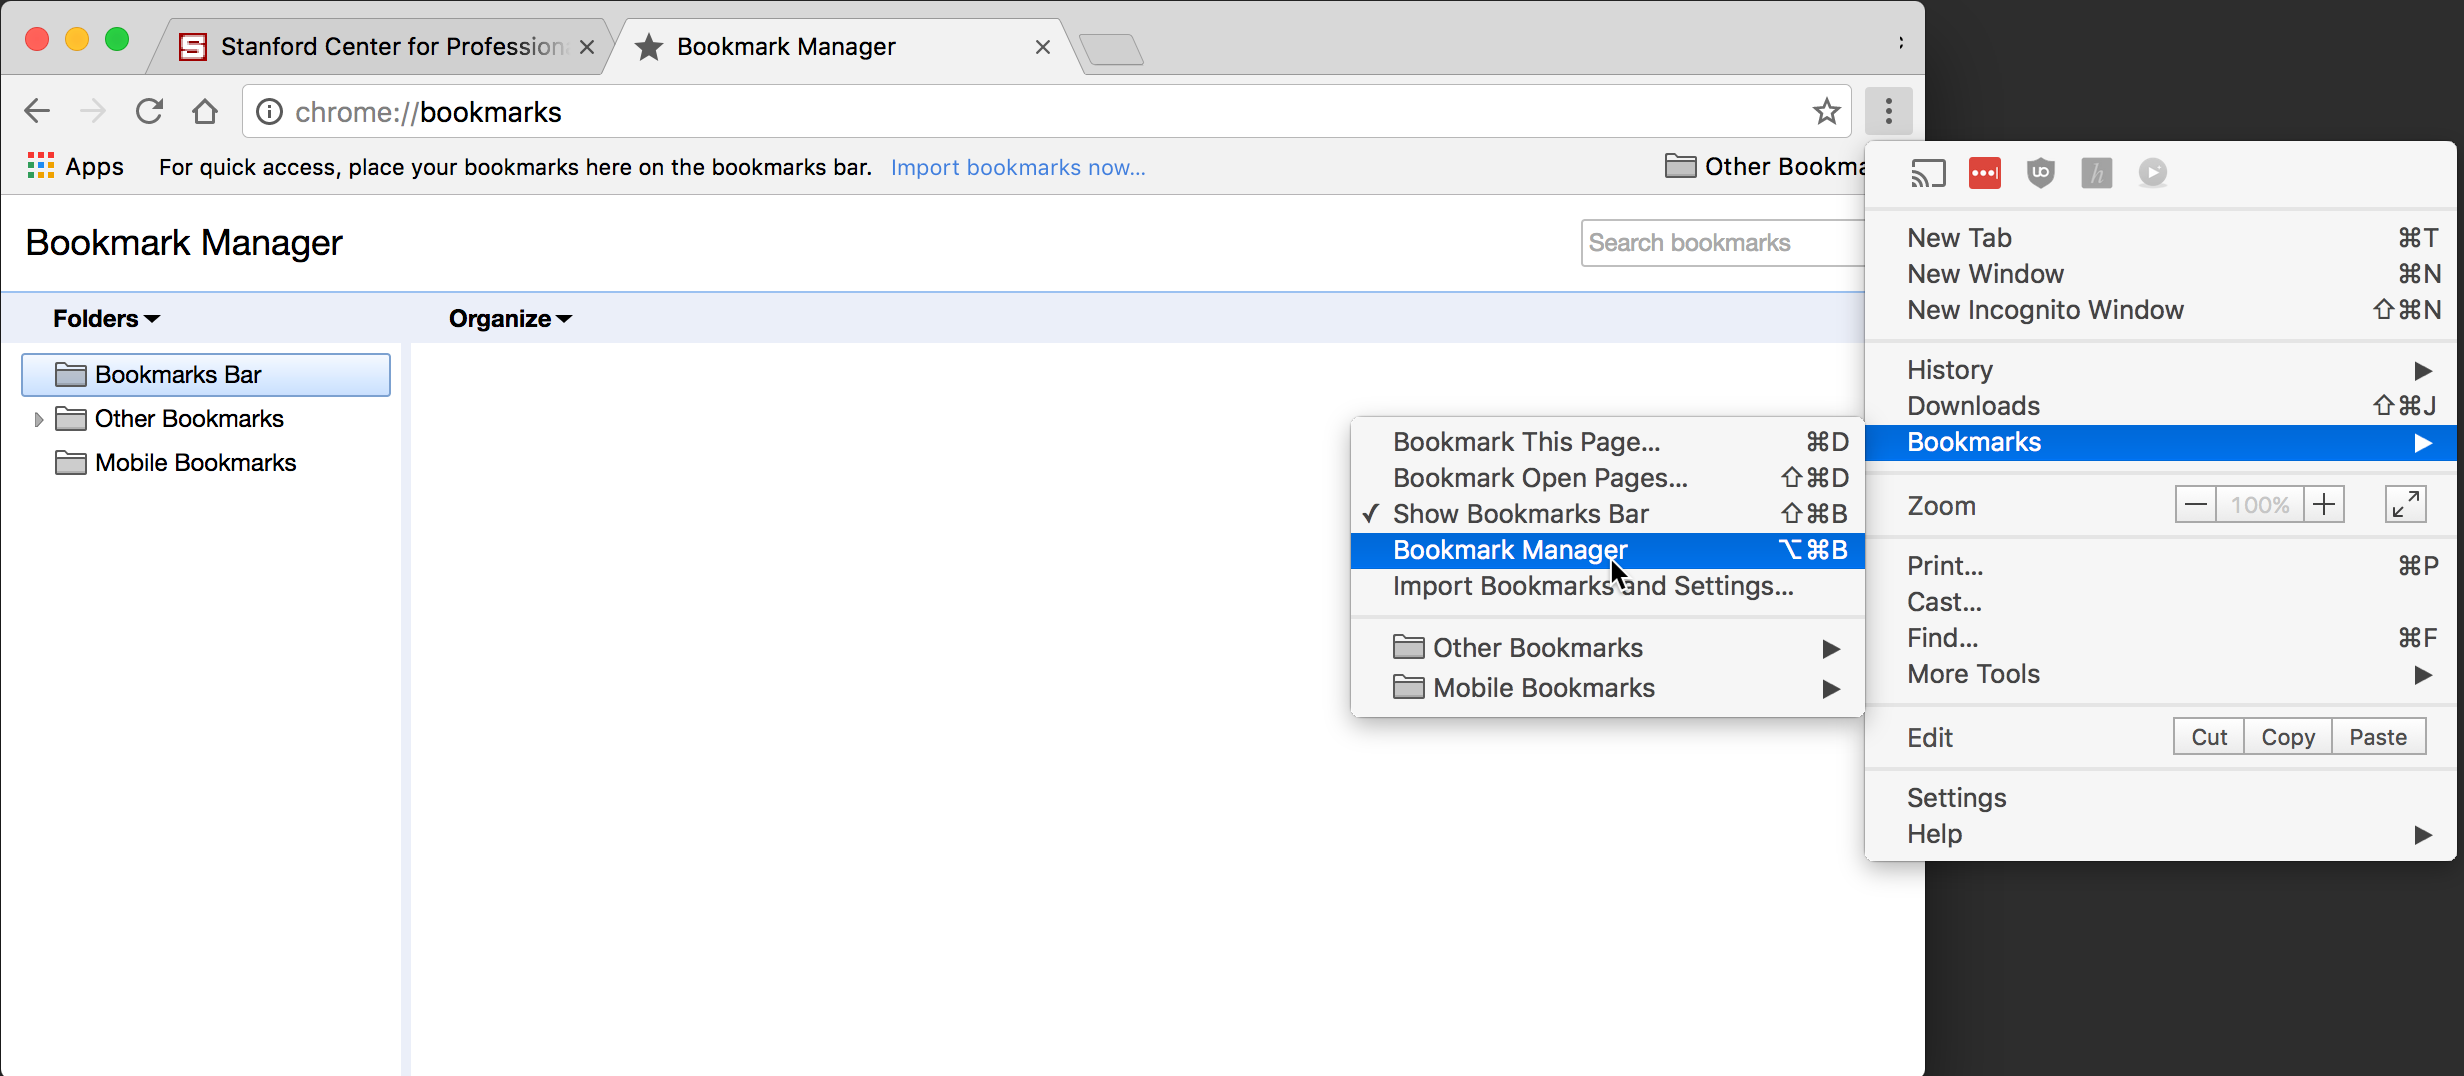 Stanford Center for Profession
Bookmark Manager
chrome://bookmarks
Apps
For quick access, place your bookmarks here on the bookmarks bar. Import bookmarks now...
Other Bookma
Bookmark Manager
Search bookmarks
Folders
Organize
Bookmarks Bar
Other Bookmarks
Mobile Bookmarks
Bookmark This Page... ⌘D
Bookmark Open Pages... ⇧⌘D
✓ Show Bookmarks Bar ⇧⌘B
Bookmark Manager ⌥⌘B
Import Bookmarks and Settings...
Other Bookmarks ▶
Mobile Bookmarks ▶
New Tab ⌘T
New Window ⌘N
New Incognito Window ⇧⌘N
History ▶
Downloads ⇧⌘J
Bookmarks ▶
Zoom − 100% +
Print... ⌘P
Cast...
Find... ⌘F
More Tools ▶
Edit Cut Copy Paste
Settings
Help ▶